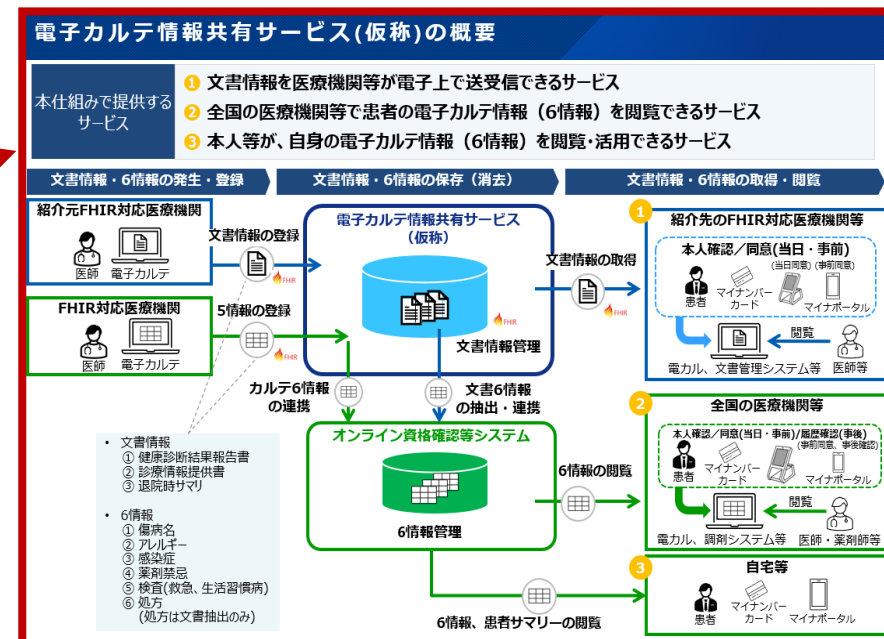 電子カルテ情報共有サービス(仮称)の概要
本仕組みで提供する
サービス
1 文書情報を医療機関等が電子上で送受信できるサービス
2 全国の医療機関等で患者の電子カルテ情報（6情報）を閲覧できるサービス
3 本人等が、自身の電子カルテ情報（6情報）を閲覧・活用できるサービス
文書情報・6情報の発生・登録
文書情報・6情報の保存（消去）
文書情報・6情報の取得・閲覧
紹介元FHIR対応医療機関
医師 電子カルテ
文書情報の登録
FHIR
FHIR対応医療機関
医師 電子カルテ
5情報の登録
FHIR
電子カルテ情報共有サービス
（仮称）
FHIR
文書情報管理
文書情報の取得
FHIR
1
紹介先のFHIR対応医療機関等
本人確認／同意(当日・事前)
(当日同意) (事前同意)
患者
マイナンバー
カード
マイナポータル
閲覧
電カル、文書管理システム等 医師等
カルテ6情報
の連携
文書6情報
の抽出・連携
• 文書情報
① 健康診断結果報告書
② 診療情報提供書
③ 退院時サマリ
• 6情報
① 傷病名
② アレルギー
③ 感染症
④ 薬剤禁忌
⑤ 検査(救急、生活習慣病)
⑥ 処方
(処方は文書抽出のみ)
オンライン資格確認等システム
6情報管理
6情報の閲覧
2
全国の医療機関等
本人確認／同意(当日・事前)/履歴確認(事後)
(事前同意、事後確認)
患者
マイナンバー
カード
マイナポータル
閲覧
電カル、調剤システム等 医師・薬剤師等
6情報、患者サマリーの閲覧
3
自宅等
患者
マイナンバー
カード
マイナポータル